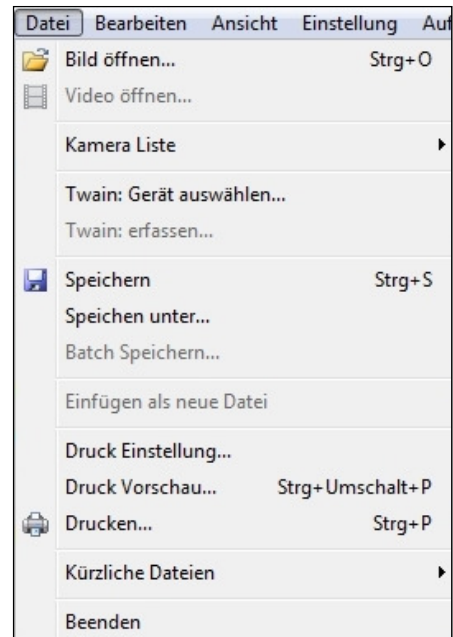 Datei Bearbeiten Ansicht Einstellung Auf
Bild öffnen... Strg+O
Video öffnen...
Kamera Liste
Twain: Gerät auswählen...
Twain: erfassen...
Speichern Strg+S
Speichen unter...
Batch Speichern...
Einfügen als neue Datei
Druck Einstellung...
Druck Vorschau... Strg+Umschalt+P
Drucken... Strg+P
Kürzliche Dateien
Beenden